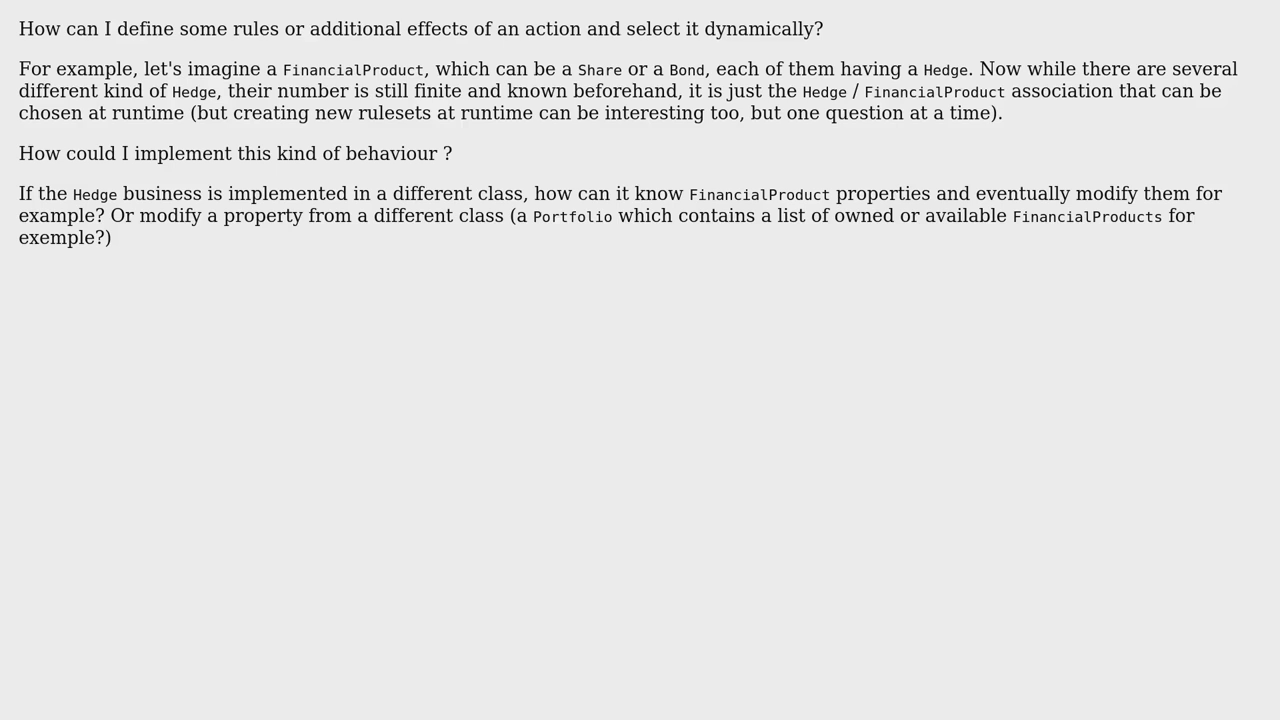 How can I define some rules or additional effects of an action and select it dynamically?
For example, let's imagine a FinancialProduct, which can be a Share or a Bond, each of them having a Hedge. Now while there are several
different kind of Hedge, their number is still finite and known beforehand, it is just the Hedge / FinancialProduct association that can be
chosen at runtime (but creating new rulesets at runtime can be interesting too, but one question at a time).
How could I implement this kind of behaviour ?
If the Hedge business is implemented in a different class, how can it know FinancialProduct properties and eventually modify them for
example? Or modify a property from a different class (a Portfolio which contains a list of owned or available FinancialProducts for
exemple?)